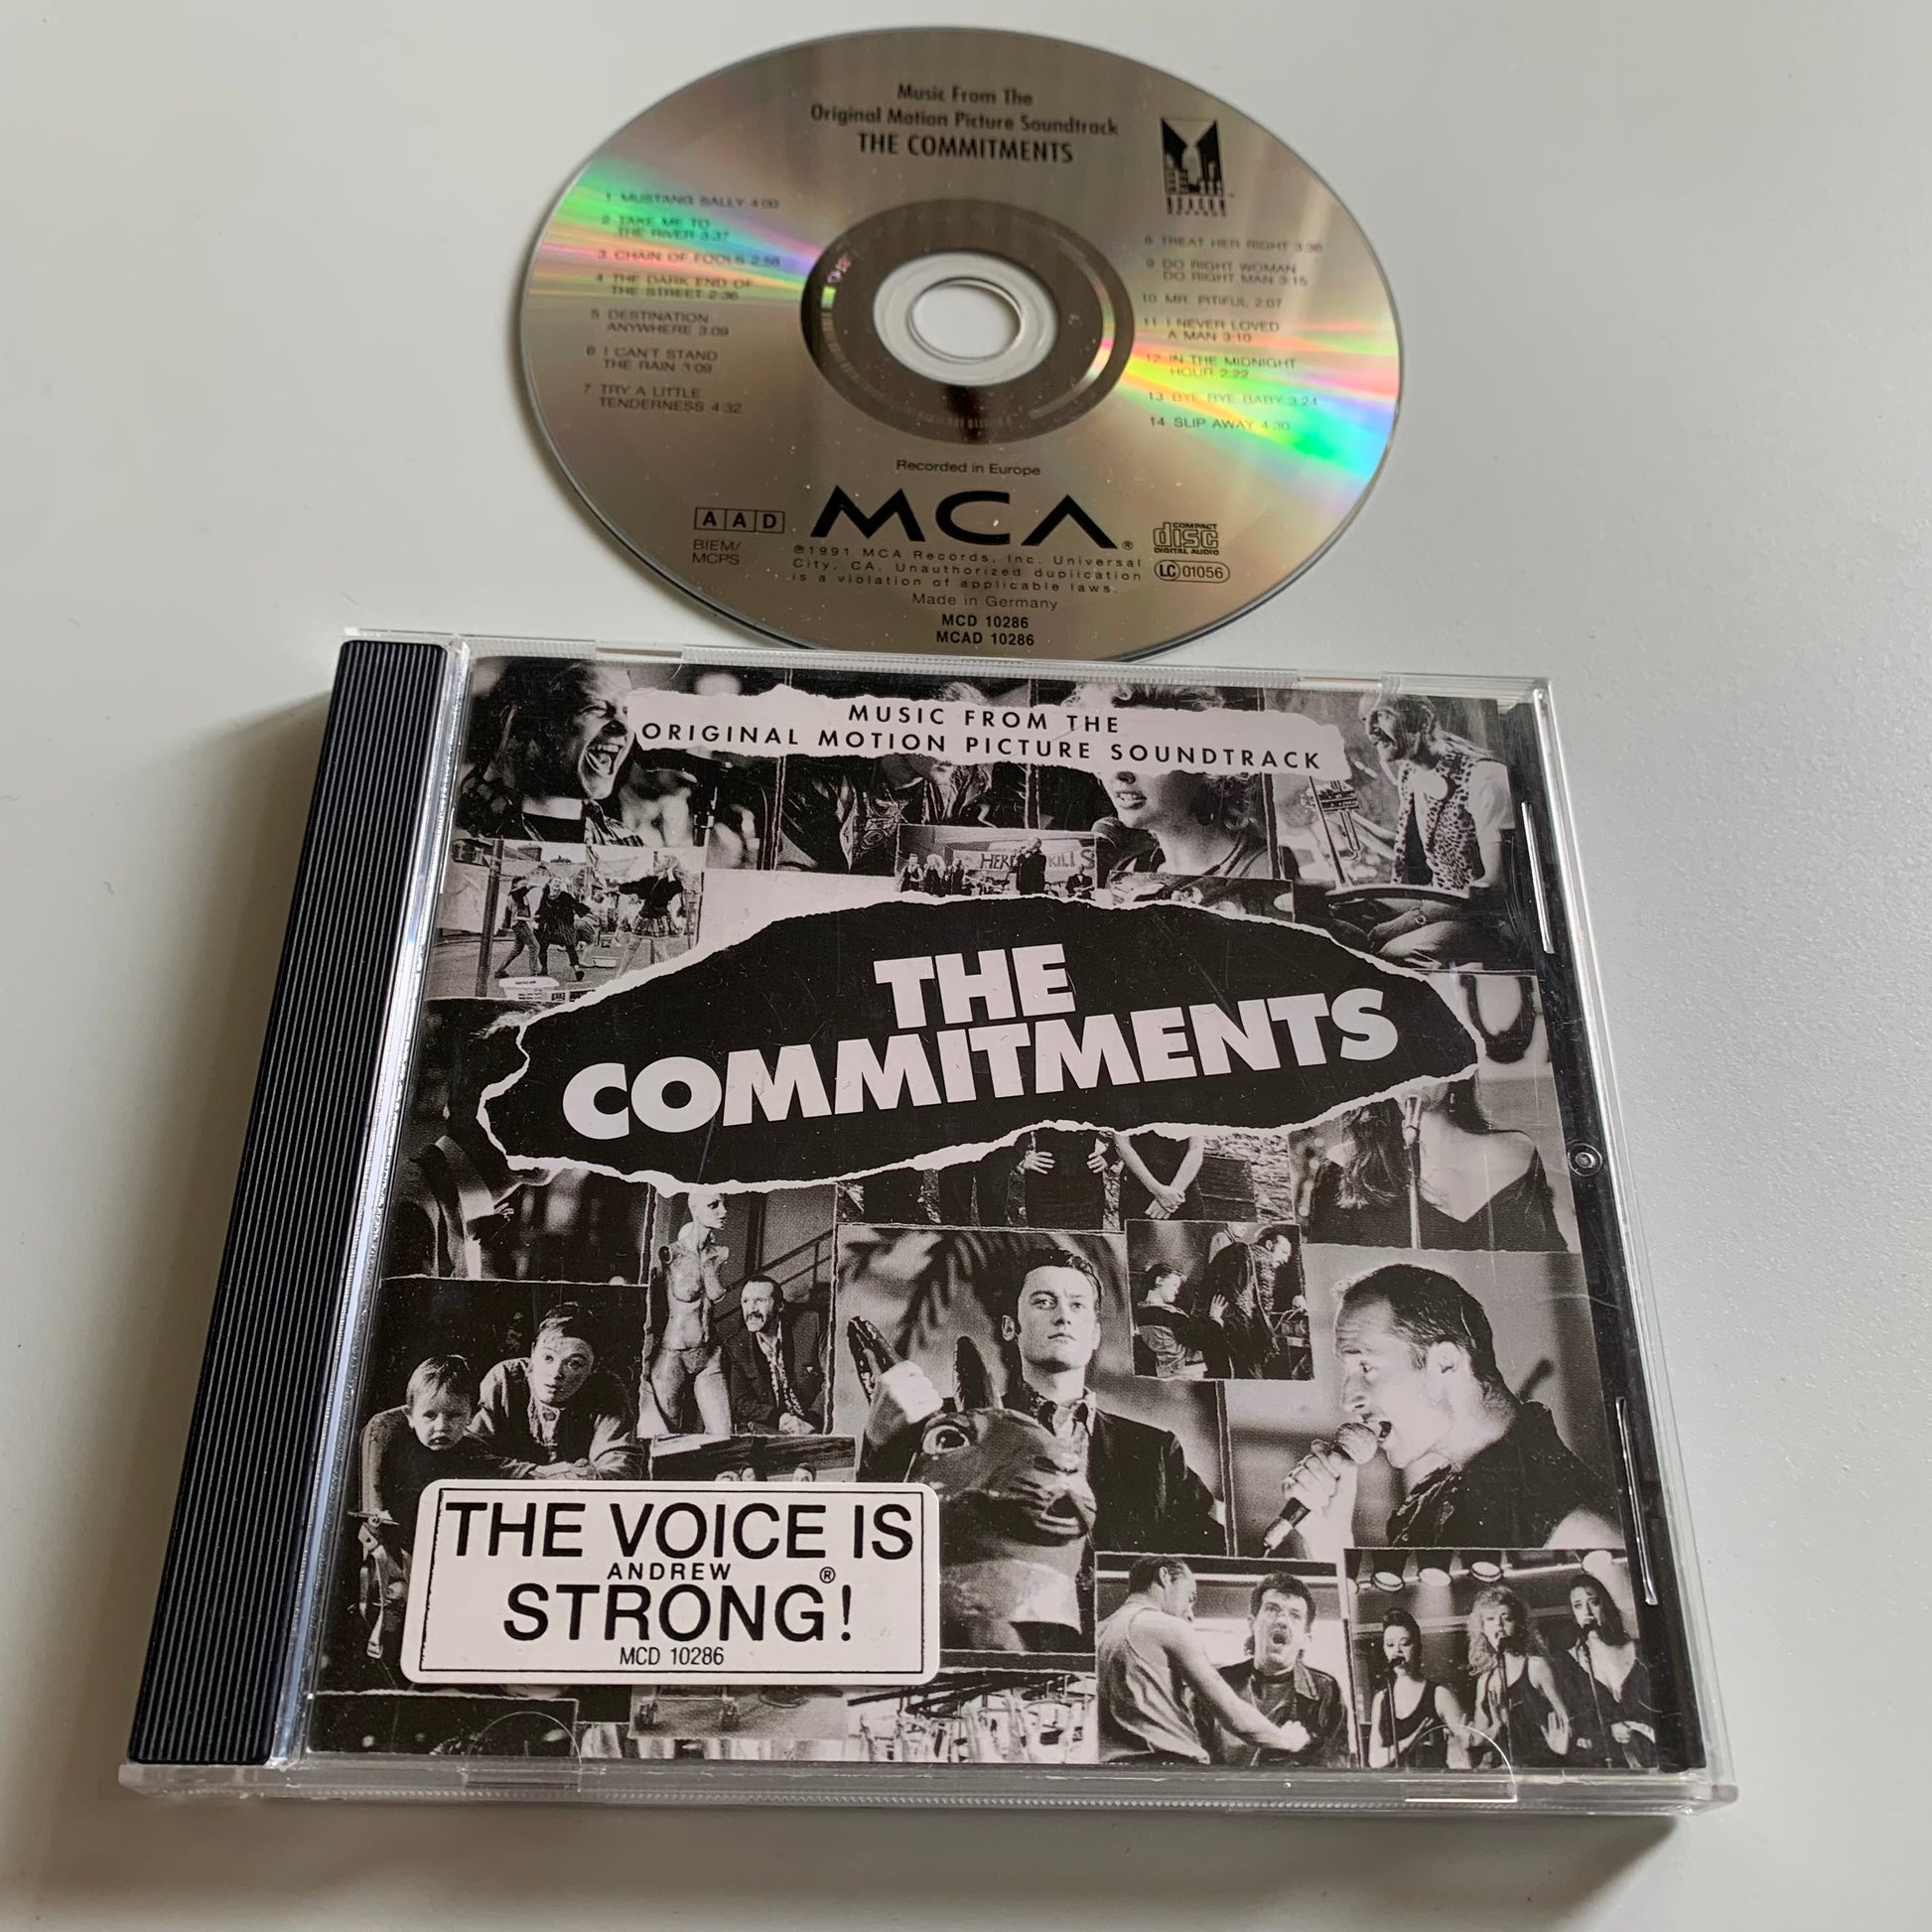 Music From The
Original Motion Picture Soundtrack
THE COMMITMENTS
BEACON
RECORDS
1 MUSTANG SALLY 4:00
2 TAKE ME TO
THE RIVER 3:37
3 CHAIN OF FOOLS 2:58
4 THE DARK END OF
THE STREET 2:36
5 DESTINATION
ANYWHERE 3:09
6 I CAN'T STAND
THE RAIN 3:09
7 TRY A LITTLE
TENDERNESS 4:32
8 TREAT HER RIGHT 3:36
9 DO RIGHT WOMAN
DO RIGHT MAN 3:15
10 MR. PITIFUL 2:07
11 I NEVER LOVED
A MAN 3:10
12 IN THE MIDNIGHT
HOUR 2:22
13 BYE BYE BABY 3:24
14 SLIP AWAY 4:30
Recorded in Europe
AAD
BIEM/
MCPS
MCA®
COMPACT
disc
DIGITAL AUDIO
LC 01056
℗1991 MCA Records, Inc. Universal
City, CA. Unauthorized duplication
is a violation of applicable laws.
Made in Germany
MCD 10286
MCAD 10286
MUSIC FROM THE
ORIGINAL MOTION PICTURE SOUNDTRACK
KILLS
THE
COMMITMENTS
THE VOICE IS
ANDREW ®
STRONG!
MCD 10286